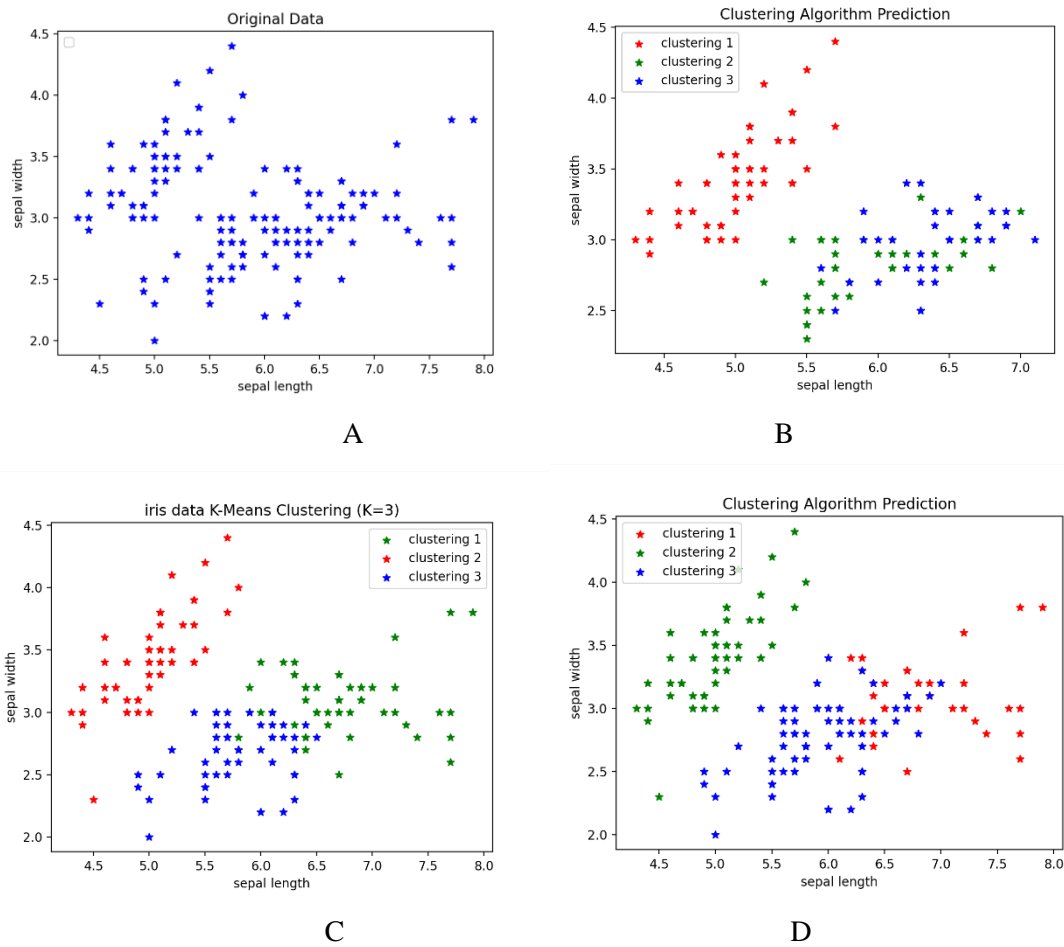 Original Data
4.5
4.0
3.5
3.0
2.5
2.0
sepal width
4.5 5.0 5.5 6.0 6.5 7.0 7.5 8.0
sepal length
A
Clustering Algorithm Prediction
clustering 1
clustering 2
clustering 3
4.5
4.0
3.5
3.0
2.5
sepal width
4.5 5.0 5.5 6.0 6.5 7.0
sepal length
B
iris data K-Means Clustering (K=3)
clustering 1
clustering 2
clustering 3
4.5
4.0
3.5
3.0
2.5
2.0
sepal width
4.5 5.0 5.5 6.0 6.5 7.0 7.5 8.0
sepal length
C
Clustering Algorithm Prediction
clustering 1
clustering 2
clustering 3
4.5
4.0
3.5
3.0
2.5
2.0
sepal width
4.5 5.0 5.5 6.0 6.5 7.0 7.5 8.0
sepal length
D